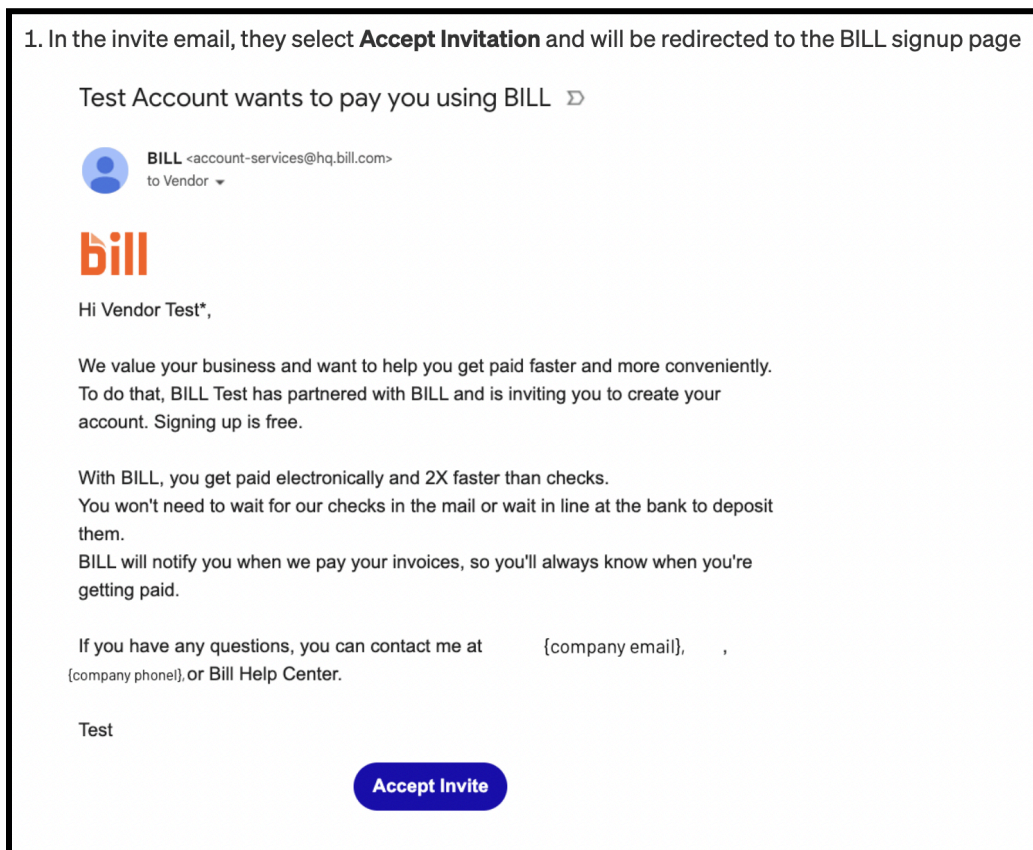 1. In the invite email, they select Accept Invitation and will be redirected to the BILL signup page
Test Account wants to pay you using BILL
BILL <account-services@hq.bill.com>
to Vendor
bill
Hi Vendor Test*,
We value your business and want to help you get paid faster and more conveniently.
To do that, BILL Test has partnered with BILL and is inviting you to create your
account. Signing up is free.
With BILL, you get paid electronically and 2X faster than checks.
You won't need to wait for our checks in the mail or wait in line at the bank to deposit
them.
BILL will notify you when we pay your invoices, so you'll always know when you're
getting paid.
If you have any questions, you can contact me at {company email}, ,
{company phonel}, or Bill Help Center.
Test
Accept Invite